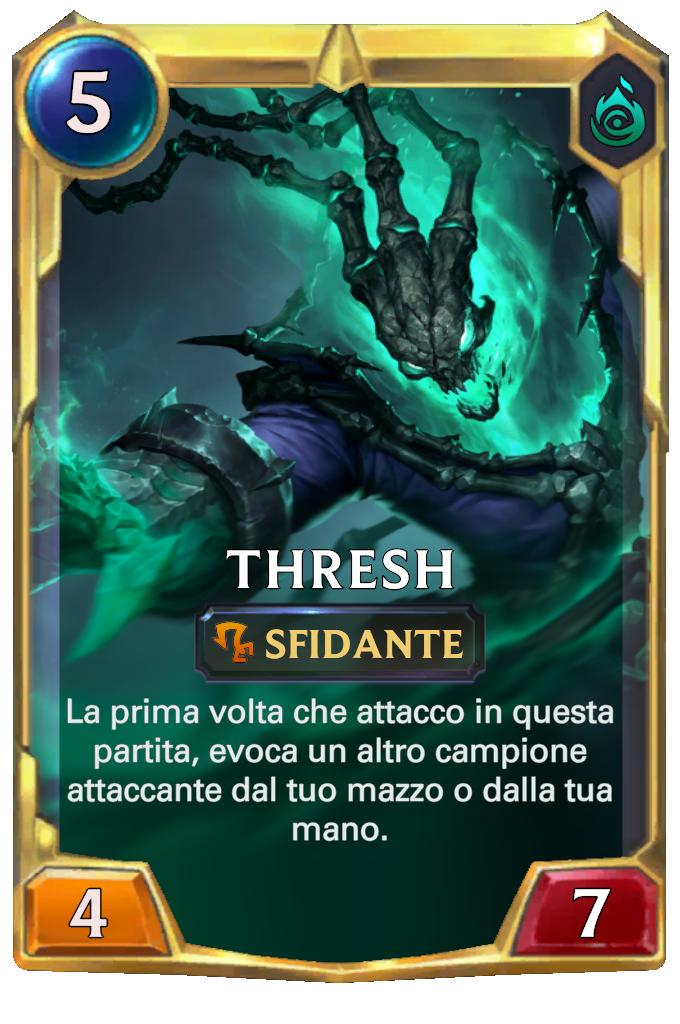 5
THRESH
SFIDANTE
La prima volta che attacco in questa
partita, evoca un altro campione
attaccante dal tuo mazzo o dalla tua
mano.
4
7